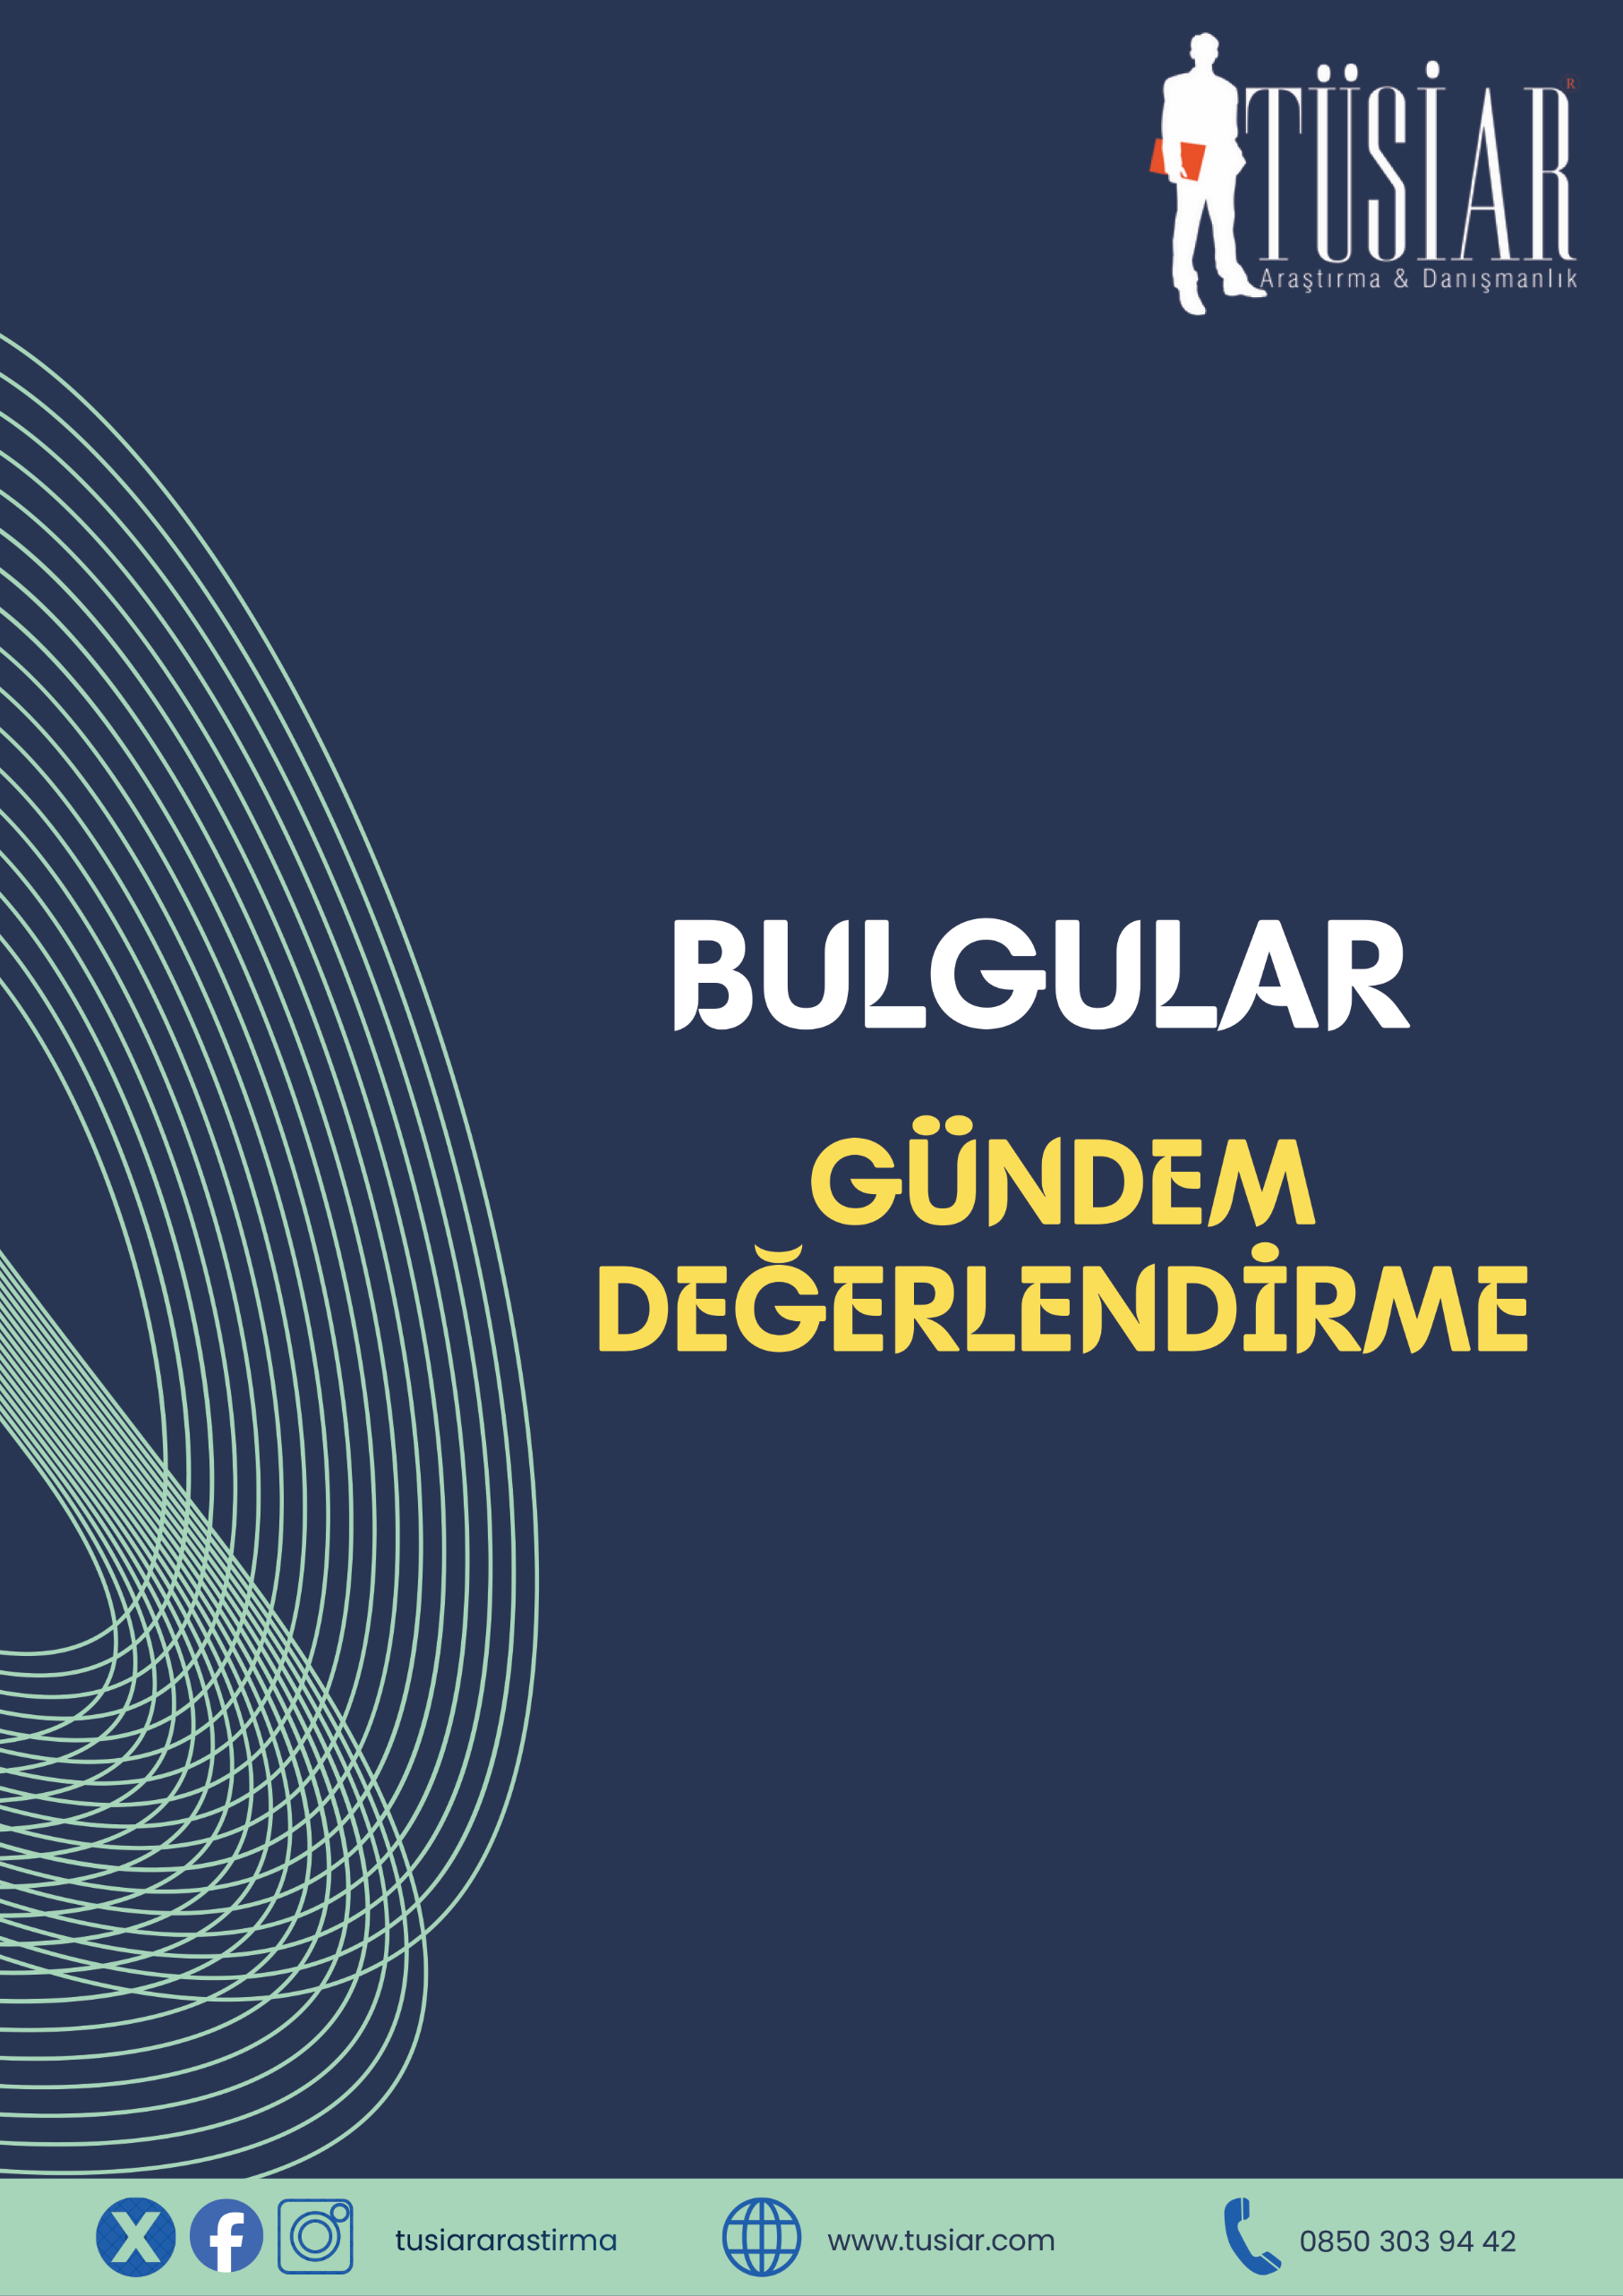 TÜSİAR
R
Araştırma & Danışmanlık
BULGULAR
GÜNDEM
DEĞERLENDİRME
tusiararastirma
www.tusiar.com
0850 303 94 42